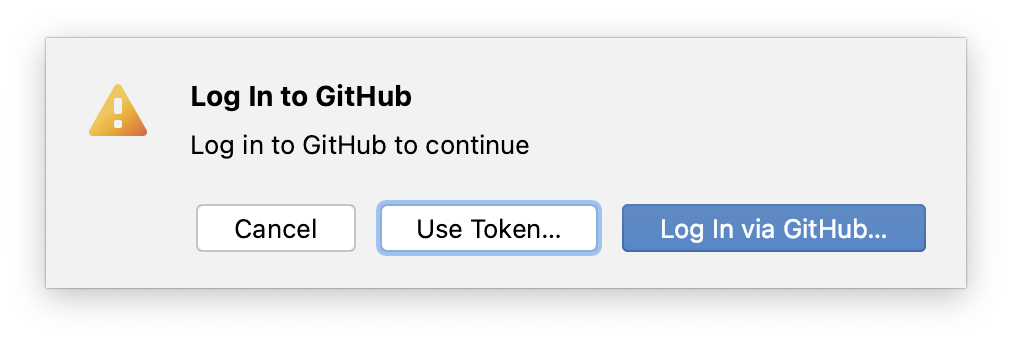 Log In to GitHub
Log in to GitHub to continue
Cancel Use Token... Log In via GitHub...